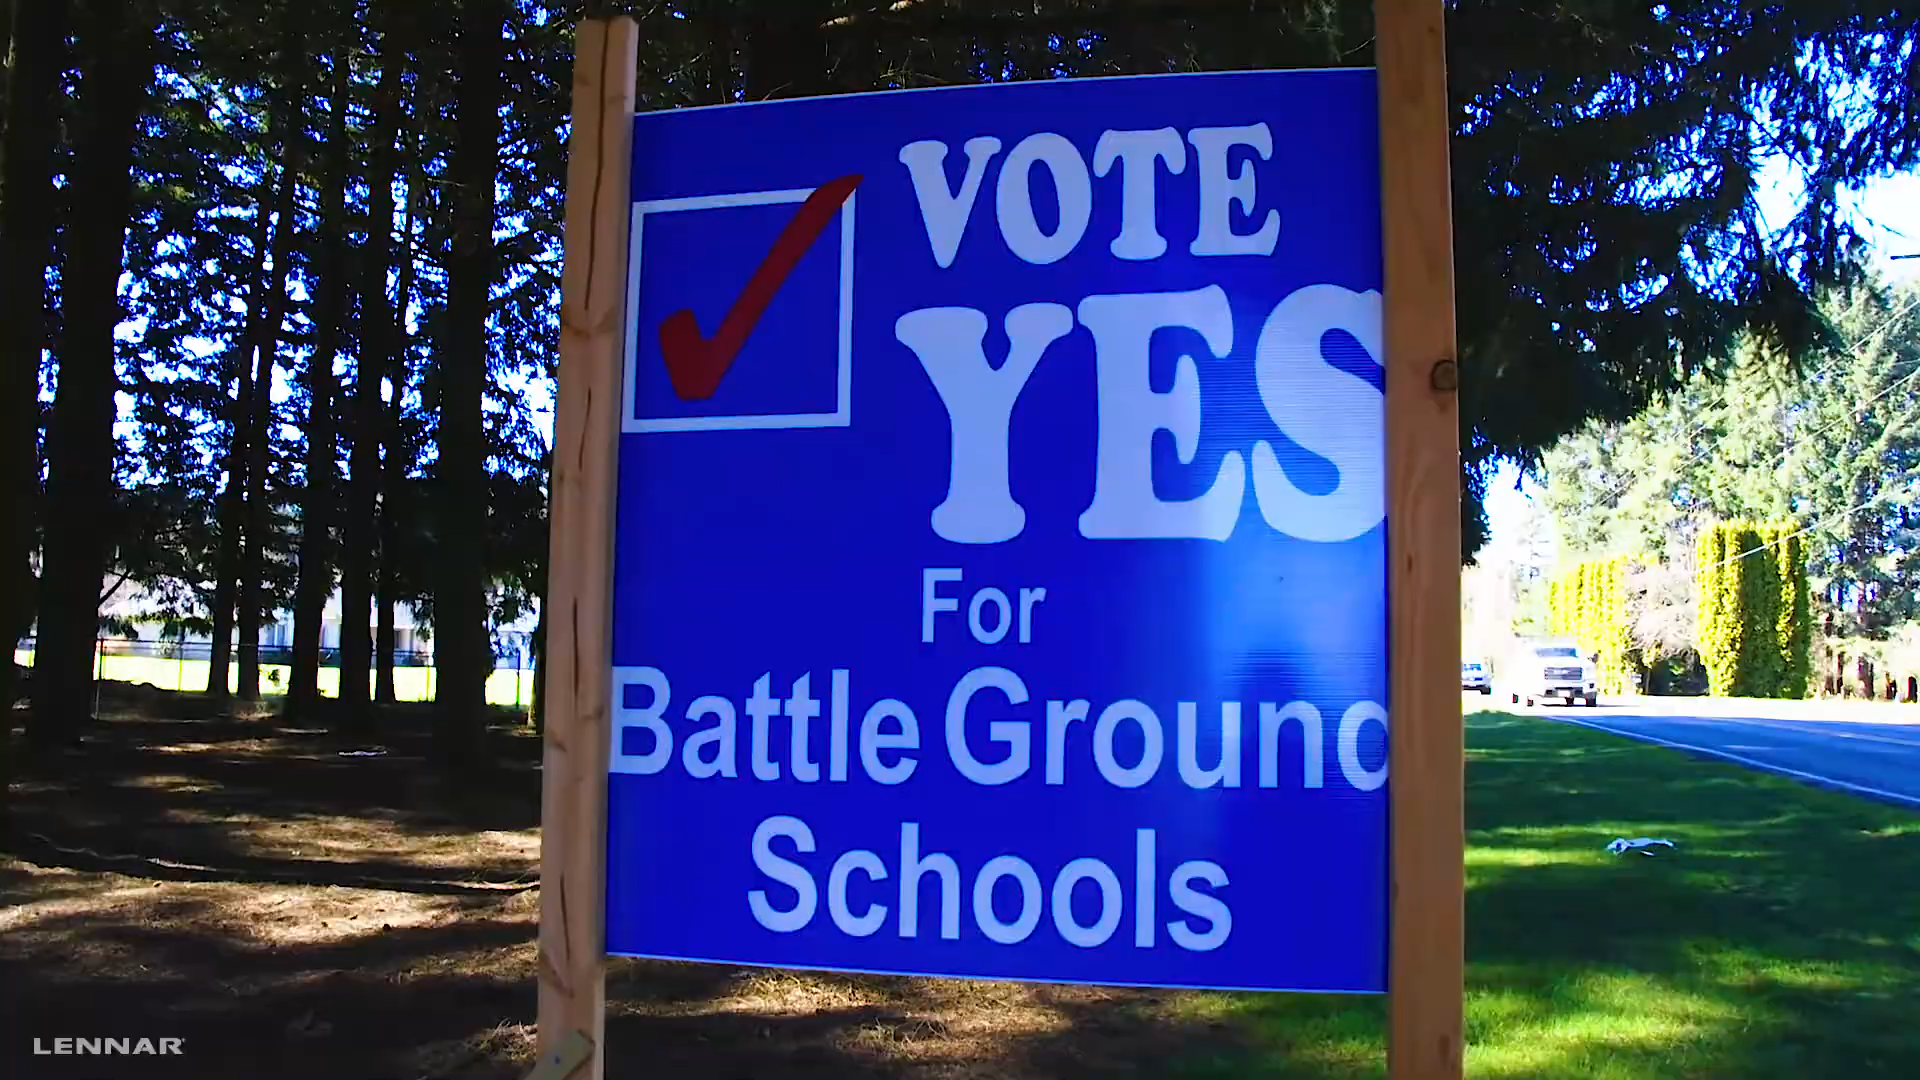 VOTE
YES
For
Battle Ground
Schools
LENNAR